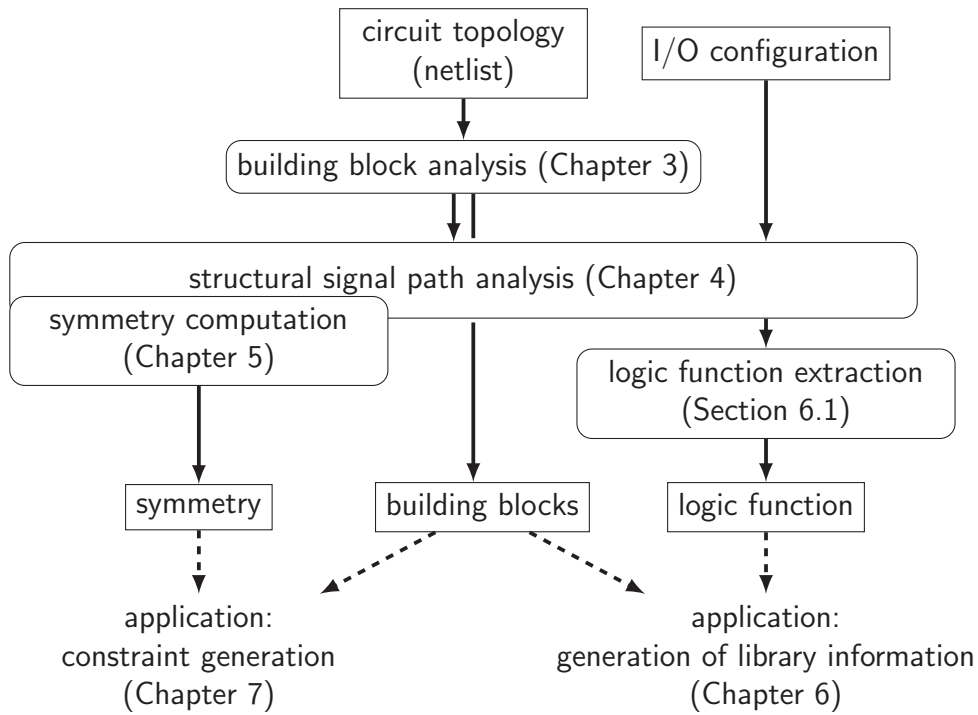 circuit topology
(netlist)
I/O configuration
building block analysis (Chapter 3)
structural signal path analysis (Chapter 4)
symmetry computation
(Chapter 5)
logic function extraction
(Section 6.1)
symmetry
building blocks
logic function
application:
constraint generation
(Chapter 7)
application:
generation of library information
(Chapter 6)